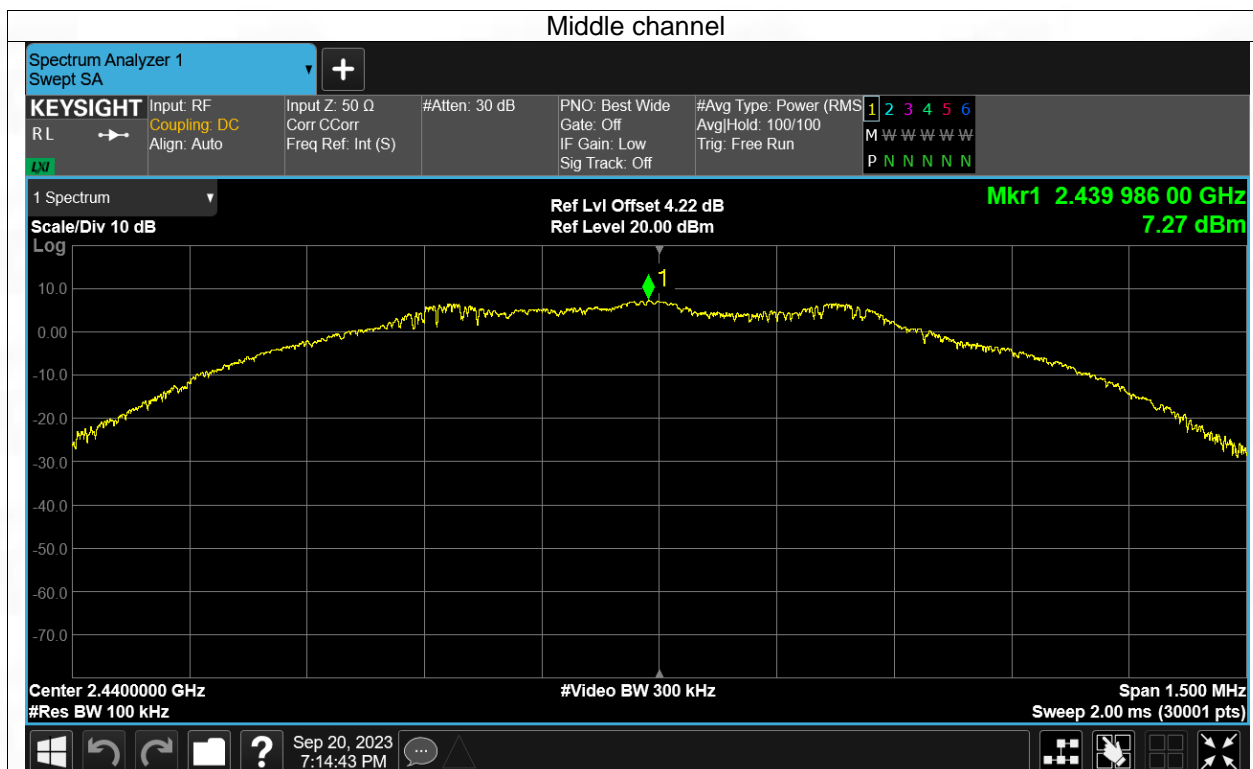 Middle channel
Spectrum Analyzer 1
Swept SA
KEYSIGHT
R L
LXI
Input: RF
Coupling: DC
Align: Auto
Input Z: 50 Ω
Corr CCorr
Freq Ref: Int (S)
#Atten: 30 dB
PNO: Best Wide
Gate: Off
IF Gain: Low
Sig Track: Off
#Avg Type: Power (RMS
Avg|Hold: 100/100
Trig: Free Run
1 2 3 4 5 6
M W W W W W
P N N N N N
1 Spectrum
Scale/Div 10 dB
Ref Lvl Offset 4.22 dB
Ref Level 20.00 dBm
Mkr1 2.439 986 00 GHz
7.27 dBm
Log
1
10.0
0.00
-10.0
-20.0
-30.0
-40.0
-50.0
-60.0
-70.0
Center 2.4400000 GHz
#Video BW 300 kHz
Span 1.500 MHz
#Res BW 100 kHz
Sweep 2.00 ms (30001 pts)
?
Sep 20, 2023
7:14:43 PM